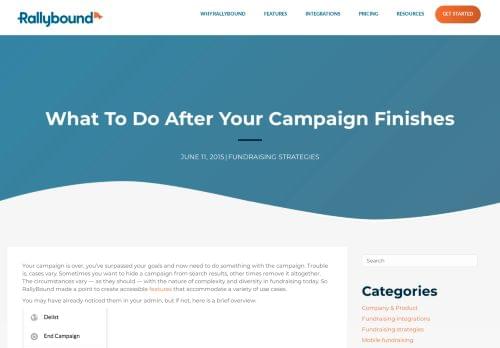 Rallybound
WHY RALLYBOUND
FEATURES
INTEGRATIONS
PRICING
RESOURCES
GET STARTED
What To Do After Your Campaign Finishes
JUNE 11, 2015 | FUNDRAISING STRATEGIES
Your campaign is over, you've surpassed your goals and now need to do something with the campaign. Trouble
is, cases vary. Sometimes you want to hide a campaign from search results, other times remove it altogether.
The circumstances vary — as they should — with the nature of complexity and diversity in fundraising today. So
RallyBound made a point to create accessible features that accommodate a variety of use cases.
You may have already noticed them in your admin, but if not, here is a brief overview:
Delist
End Campaign
Search
Categories
Company & Product
Fundraising integrations
Fundraising strategies
Mobile fundraising